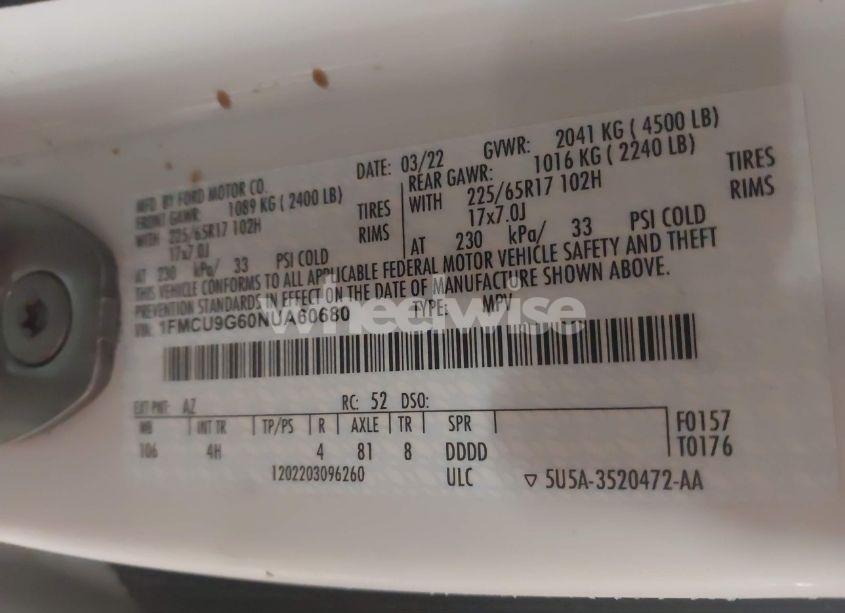 MFD BY FORD MOTOR CO.
DATE: 03/22 GVWR: 2041 KG ( 4500 LB)
FRONT GAWR: 1089 KG ( 2400 LB)
REAR GAWR: 1016 KG ( 2240 LB)
WITH 225/65R17 102H TIRES
WITH 225/65R17 102H TIRES
17x7.0J RIMS
17x7.0J RIMS
AT 230 kPa/ 33 PSI COLD
AT 230 kPa/ 33 PSI COLD
THIS VEHICLE CONFORMS TO ALL APPLICABLE FEDERAL MOTOR VEHICLE SAFETY AND THEFT
PREVENTION STANDARDS IN EFFECT ON THE DATE OF MANUFACTURE SHOWN ABOVE.
VIN: 1FMCU9G60NUA60680 TYPE: MPV
wheelwise
EXT PNT: AZ RC: 52 DSO:
WB INT TR TP/PS R AXLE TR SPR F0157
106 4H 4 81 8 DDDD T0176
1202203096260 ULC ▽ 5U5A-3520472-AA